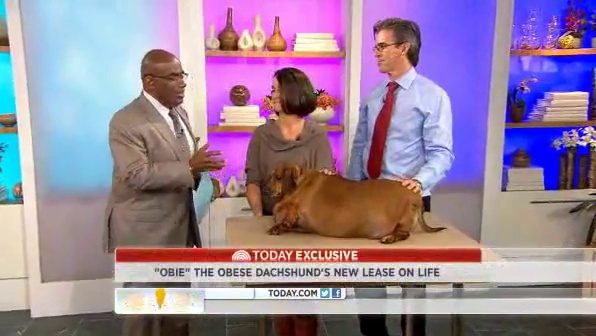 TODAY EXCLUSIVE
"OBIE" THE OBESE DACHSHUND'S NEW LEASE ON LIFE
TODAY.COM